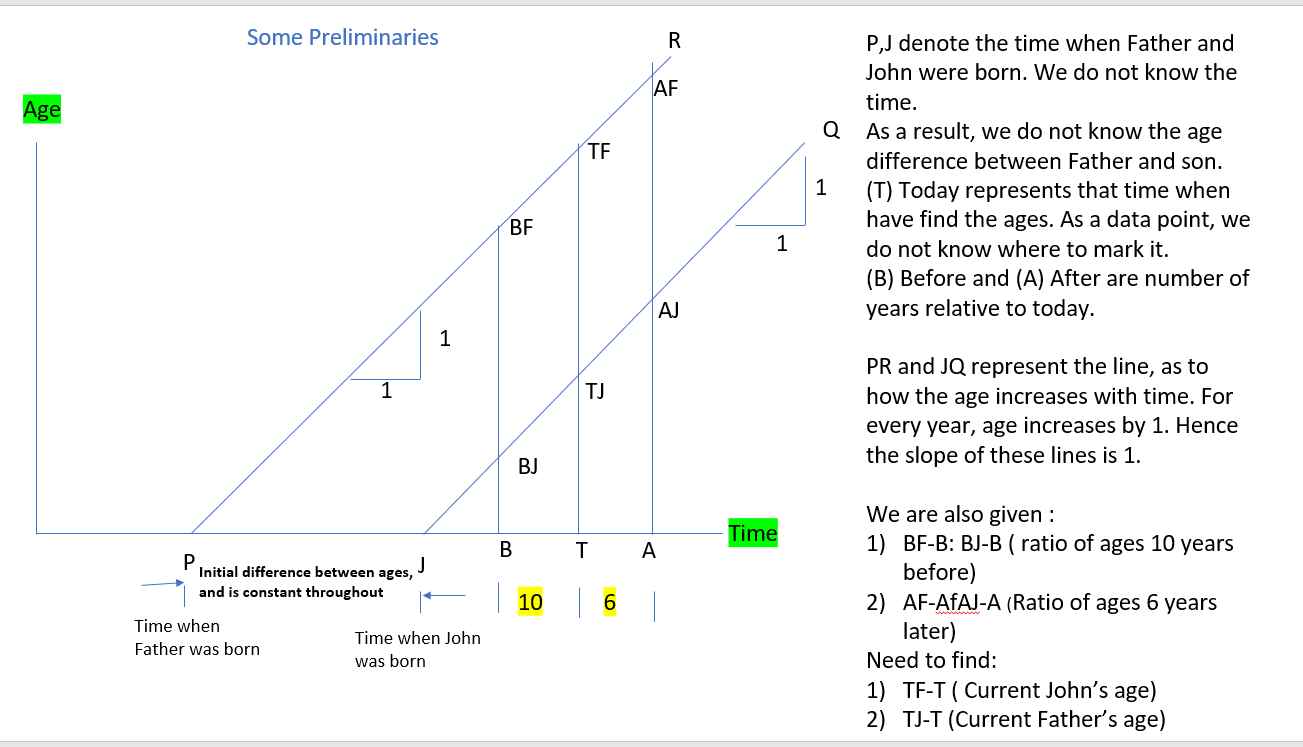 Some Preliminaries
R
Age
AF
Q
TF
1
BF
1
AJ
1
1
TJ
BJ
Time
P
J
B
T
A
Initial difference between ages,
and is constant throughout
10
6
Time when
Father was born
Time when John
was born
P,J denote the time when Father and
John were born. We do not know the
time.
As a result, we do not know the age
difference between Father and son.
(T) Today represents that time when
have find the ages. As a data point, we
do not know where to mark it.
(B) Before and (A) After are number of
years relative to today.
PR and JQ represent the line, as to
how the age increases with time. For
every year, age increases by 1. Hence
the slope of these lines is 1.
We are also given :
1) BF-B: BJ-B ( ratio of ages 10 years
before)
2) AF-AfAJ-A (Ratio of ages 6 years
later)
Need to find:
1) TF-T ( Current John’s age)
2) TJ-T (Current Father’s age)